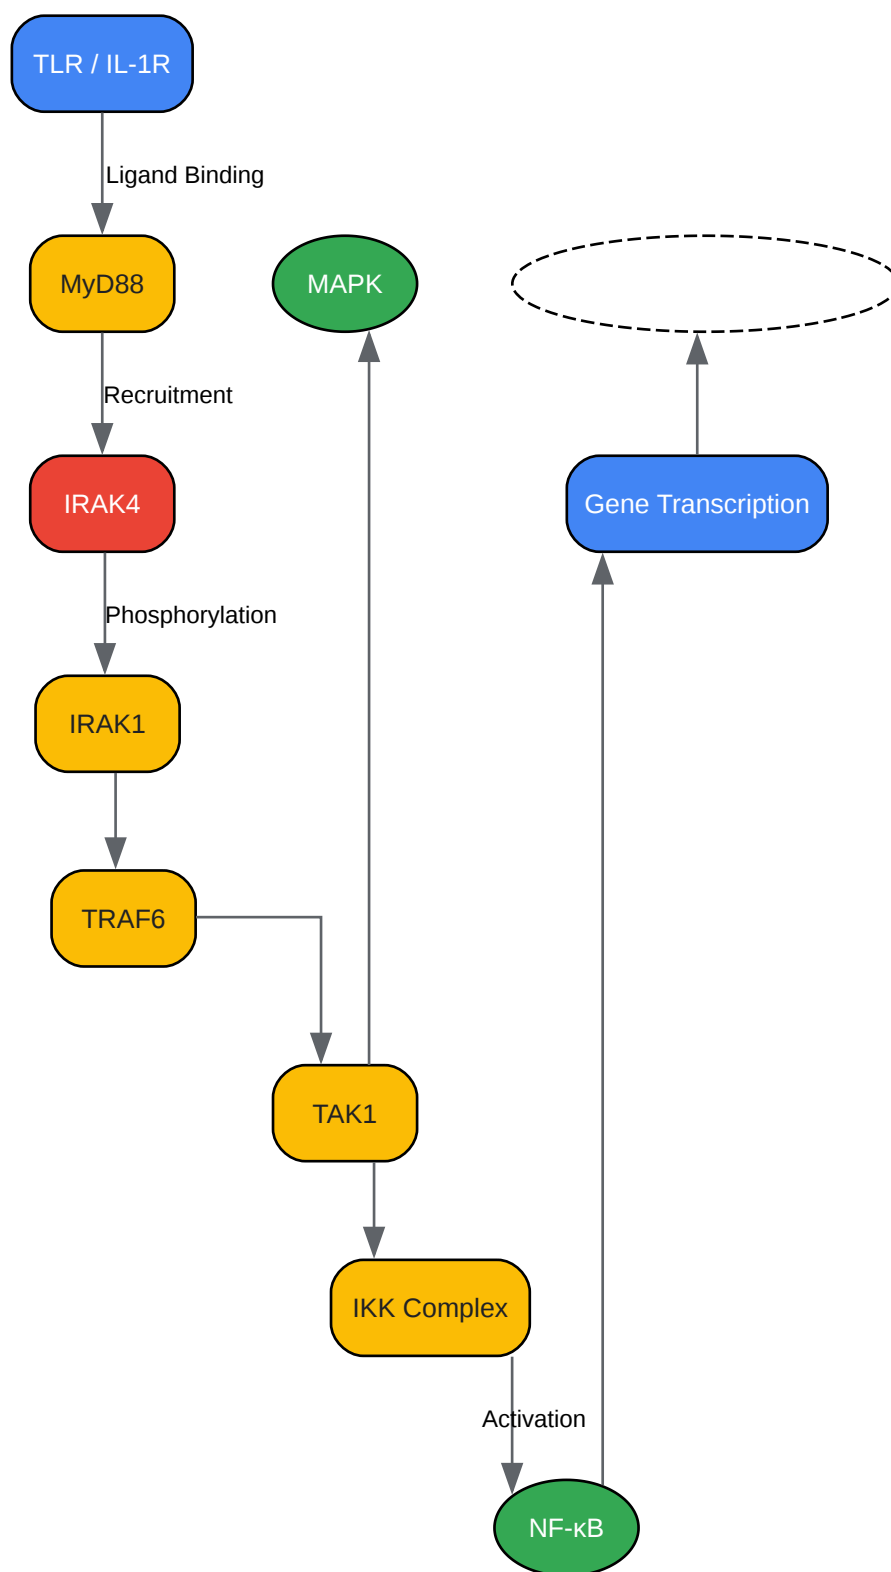 TLR / IL-1R
Ligand Binding
MyD88
MAPK
Recruitment
IRAK4
Gene Transcription
Phosphorylation
IRAK1
TRAF6
TAK1
IKK Complex
Activation
NF-κB